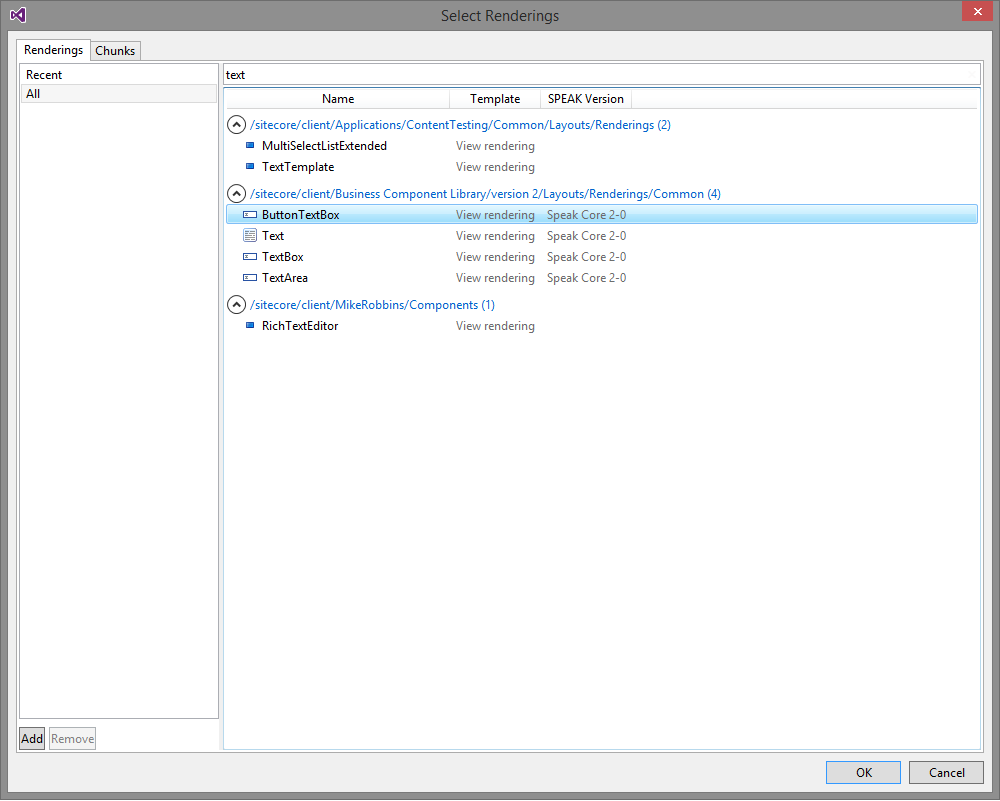 Select Renderings
Renderings Chunks
Recent
All
text
Name Template SPEAK Version
/sitecore/client/Applications/ContentTesting/Common/Layouts/Renderings (2)
MultiSelectListExtended View rendering
TextTemplate View rendering
/sitecore/client/Business Component Library/version 2/Layouts/Renderings/Common (4)
ButtonTextBox View rendering Speak Core 2-0
Text View rendering Speak Core 2-0
TextBox View rendering Speak Core 2-0
TextArea View rendering Speak Core 2-0
/sitecore/client/MikeRobbins/Components (1)
RichTextEditor View rendering
Add Remove
OK Cancel